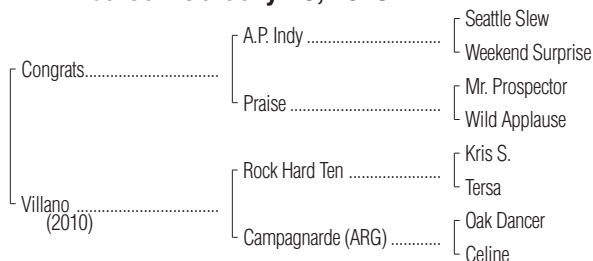 Seattle Slew
A.P. Indy
Weekend Surprise
Congrats
Mr. Prospector
Praise
Wild Applause
Kris S.
Rock Hard Ten
Tersa
Villano
(2010)
Oak Dancer
Campagnarde (ARG)
Celine